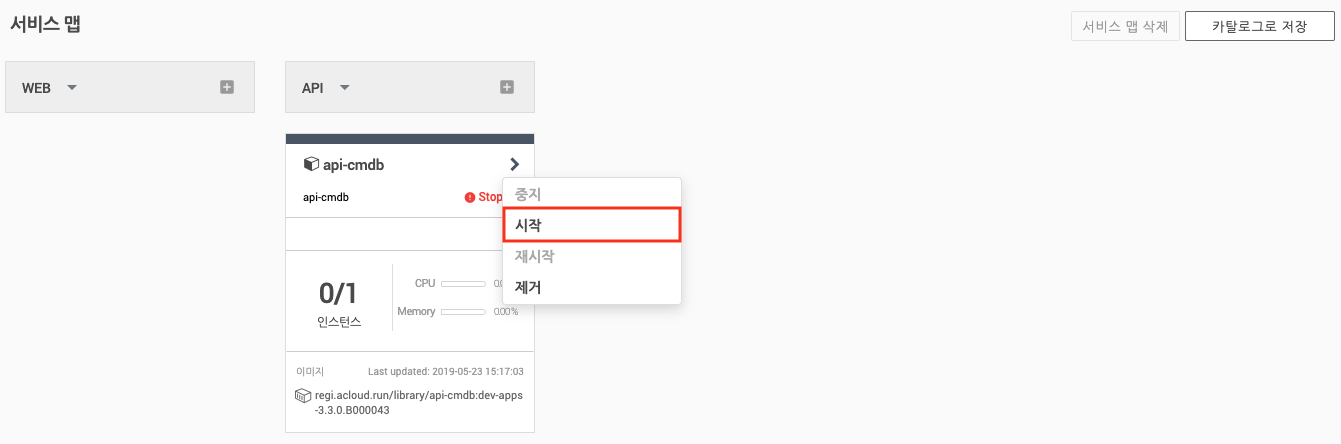 서비스 맵
서비스 맵 삭제
카탈로그로 저장
WEB
API
api-cmdb
api-cmdb
Stop
중지
시작
재시작
제거
0/1
인스턴스
CPU
0.0
Memory
0.00%
이미지
Last updated: 2019-05-23 15:17:03
regi.acloud.run/library/api-cmdb:dev-apps
-3.3.0.B000043